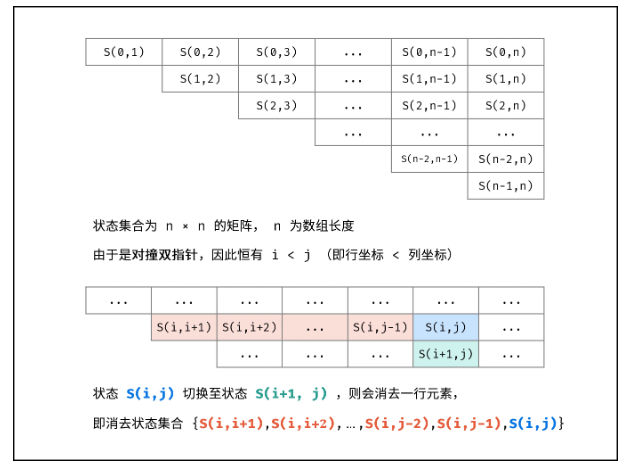 S(0,1) S(0,2) S(0,3) ... S(0,n-1) S(0,n)
S(1,2) S(1,3) ... S(1,n-1) S(1,n)
S(2,3) ... S(2,n-1) S(2,n)
... ... ...
S(n-2,n-1) S(n-2,n)
S(n-1,n)
状态集合为 n × n 的矩阵， n 为数组长度
由于是对撞双指针，因此恒有 i < j （即行坐标 < 列坐标）
... ... ... ... ... ... ...
S(i,i+1) S(i,i+2) ... S(i,j-1) S(i,j) ...
... ... ... S(i+1,j) ...
状态 S(i,j) 切换至状态 S(i+1, j) ，则会消去一行元素，
即消去状态集合 {S(i,i+1),S(i,i+2),...,S(i,j-2),S(i,j-1),S(i,j)}